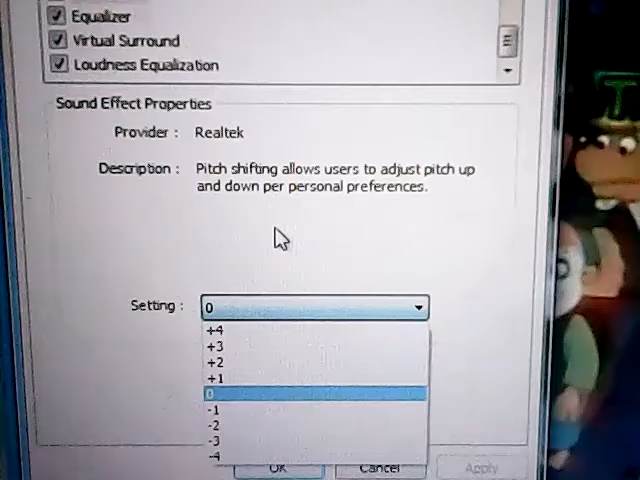 Equalizer
Virtual Surround
Loudness Equalization
Sound Effect Properties
Provider : Realtek
Description : Pitch shifting allows users to adjust pitch up
and down per personal preferences.
Setting : 0
+4
+3
+2
+1
0
-1
-2
-3
-4
OK Cancel Apply
T